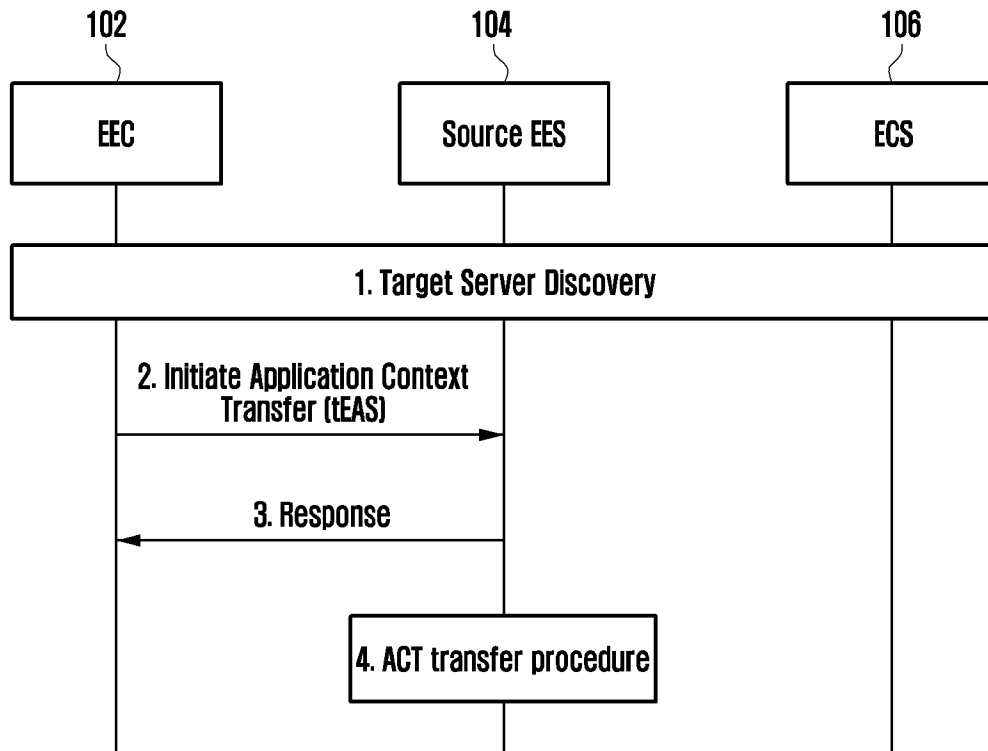 102
104
106
EEC
Source EES
ECS
1. Target Server Discovery
2. Initiate Application Context
Transfer (tEAS)
3. Response
4. ACT transfer procedure